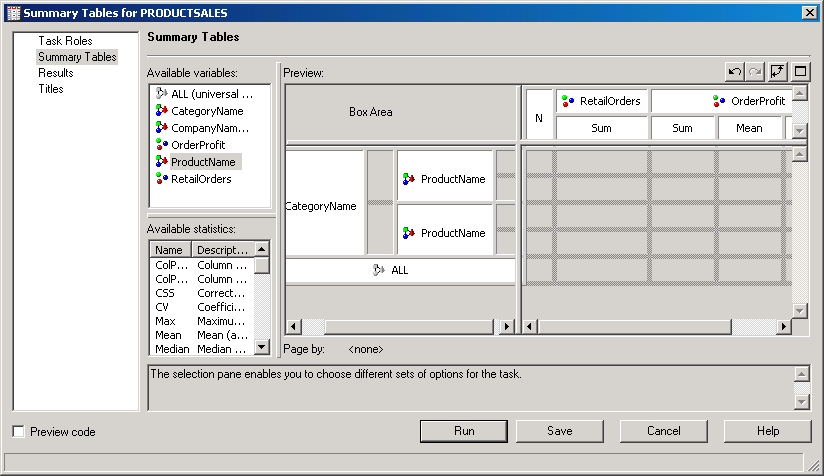 Summary Tables for PRODUCTSALES
Task Roles
Summary Tables
Results
Titles
Summary Tables
Available variables:
ALL (universal ...
CategoryName
CompanyNam...
OrderProfit
ProductName
RetailOrders
Available statistics:
Name Descript...
ColP... Column ...
ColP... Column ...
CSS Correct...
CV Coeffici...
Max Maximu...
Mean Mean (a...
Median Median ...
Preview:
Box Area
N
RetailOrders OrderProfit
Sum Sum Mean
CategoryName
ProductName
ProductName
ALL
Page by: <none>
The selection pane enables you to choose different sets of options for the task.
Preview code
Run Save Cancel Help